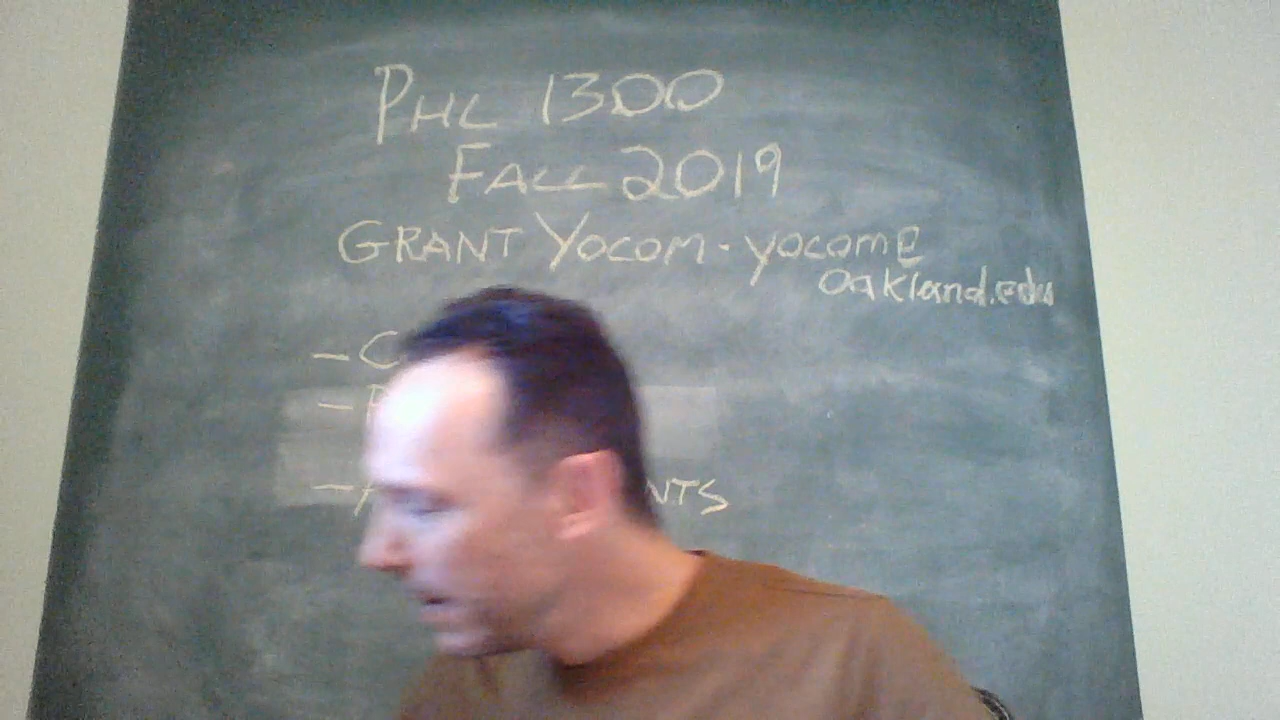 PHL 1300
FALL 2019
GRANT YOCOM - yocom@
oakland.edu
- C
-
-